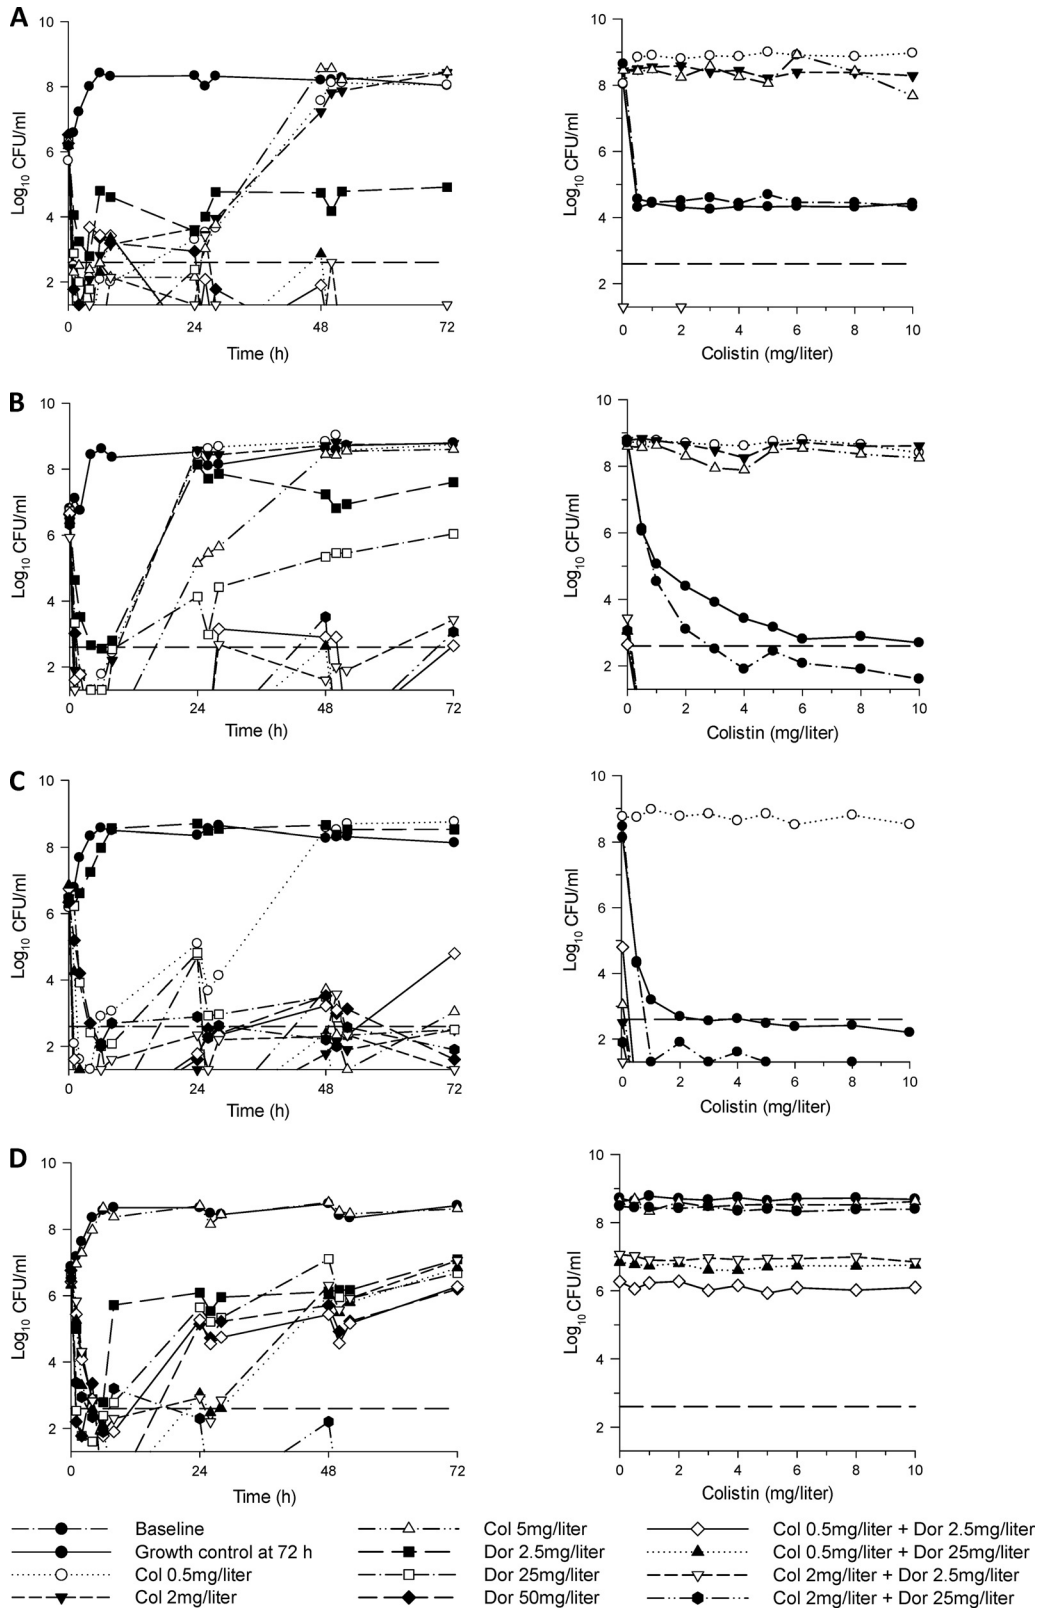 A
10
8
6
4
2
Log10 CFU/ml
0
24
48
72
Time (h)
10
8
6
4
2
Log10 CFU/ml
0
2
4
6
8
10
Colistin (mg/liter)
B
10
8
6
4
2
Log10 CFU/ml
0
24
48
72
Time (h)
10
8
6
4
2
Log10 CFU/ml
0
2
4
6
8
10
Colistin (mg/liter)
C
10
8
6
4
2
Log10 CFU/ml
0
24
48
72
Time (h)
10
8
6
4
2
Log10 CFU/ml
0
2
4
6
8
10
Colistin (mg/liter)
D
10
8
6
4
2
Log10 CFU/ml
0
24
48
72
Time (h)
10
8
6
4
2
Log10 CFU/ml
0
2
4
6
8
10
Colistin (mg/liter)
Baseline
Growth control at 72 h
Col 0.5mg/liter
Col 2mg/liter
Col 5mg/liter
Dor 2.5mg/liter
Dor 25mg/liter
Dor 50mg/liter
Col 0.5mg/liter + Dor 2.5mg/liter
Col 0.5mg/liter + Dor 25mg/liter
Col 2mg/liter + Dor 2.5mg/liter
Col 2mg/liter + Dor 25mg/liter